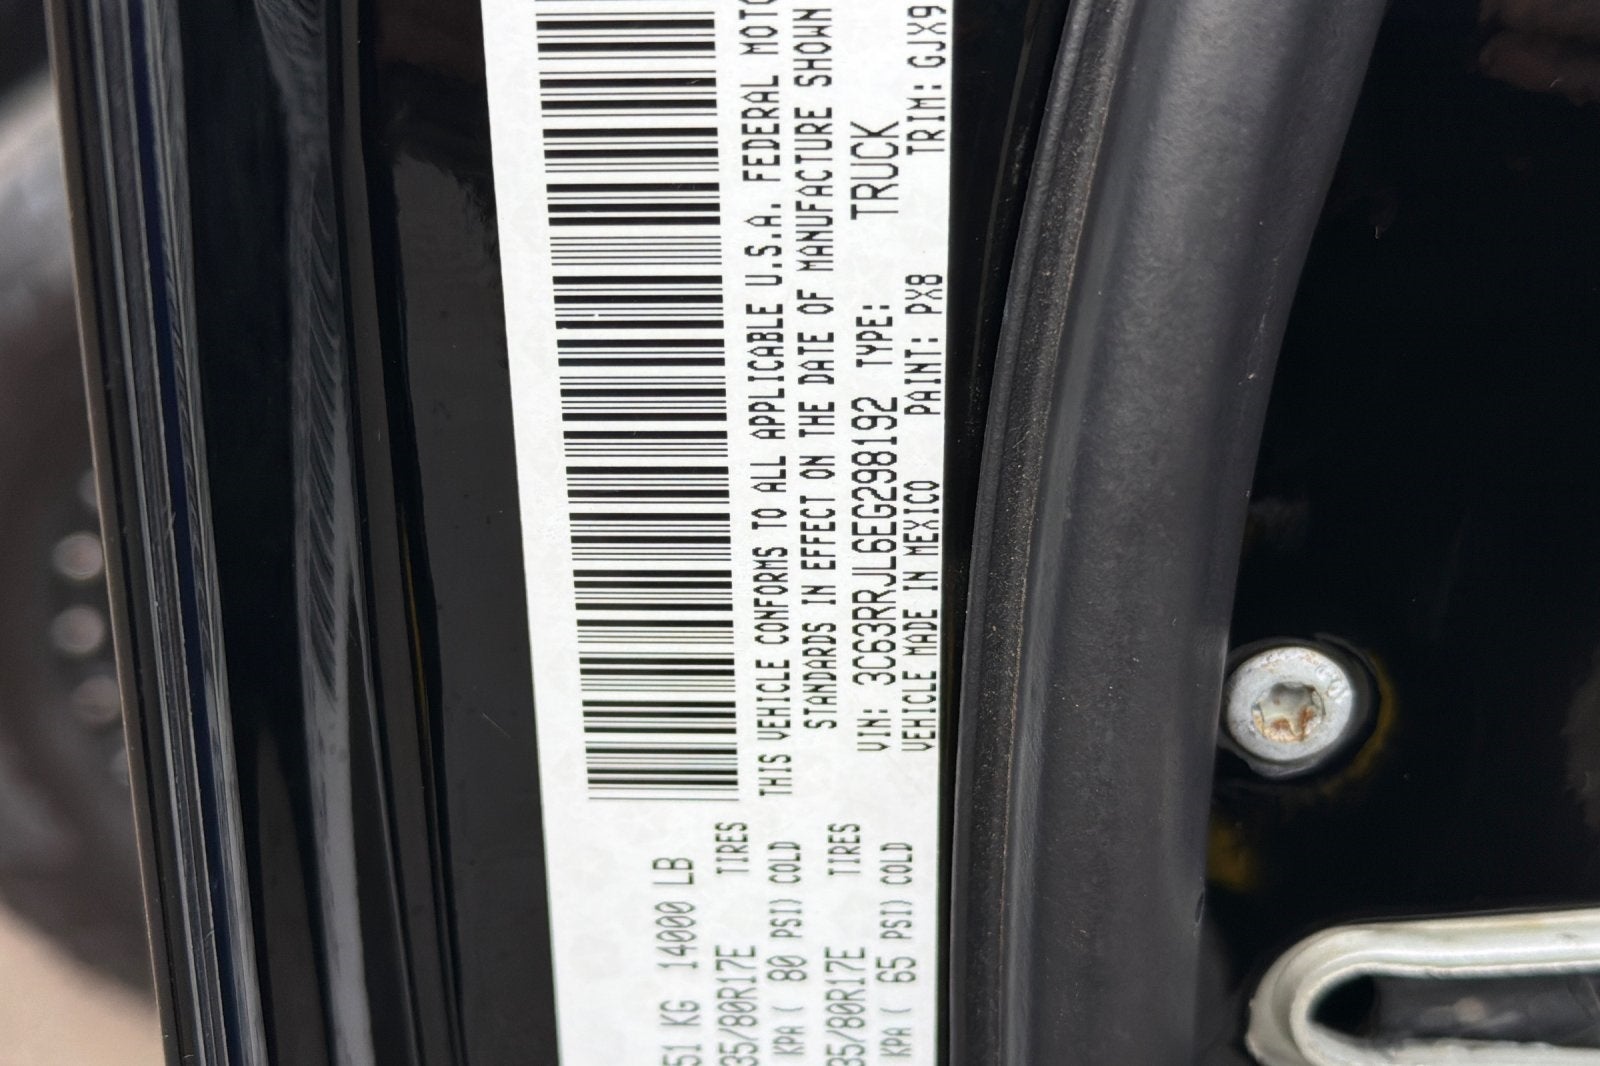 51 KG 14000 LB
35/80R17E TIRES
KPA ( 80 PSI) COLD
35/80R17E TIRES
KPA ( 65 PSI) COLD
THIS VEHICLE CONFORMS TO ALL APPLICABLE U.S.A. FEDERAL MOTO
STANDARDS IN EFFECT ON THE DATE OF MANUFACTURE SHOWN
VIN: 3C63RRJL6EG298192 TYPE: TRUCK
VEHICLE MADE IN MEXICO PAINT: PX8 TRIM: GJX9